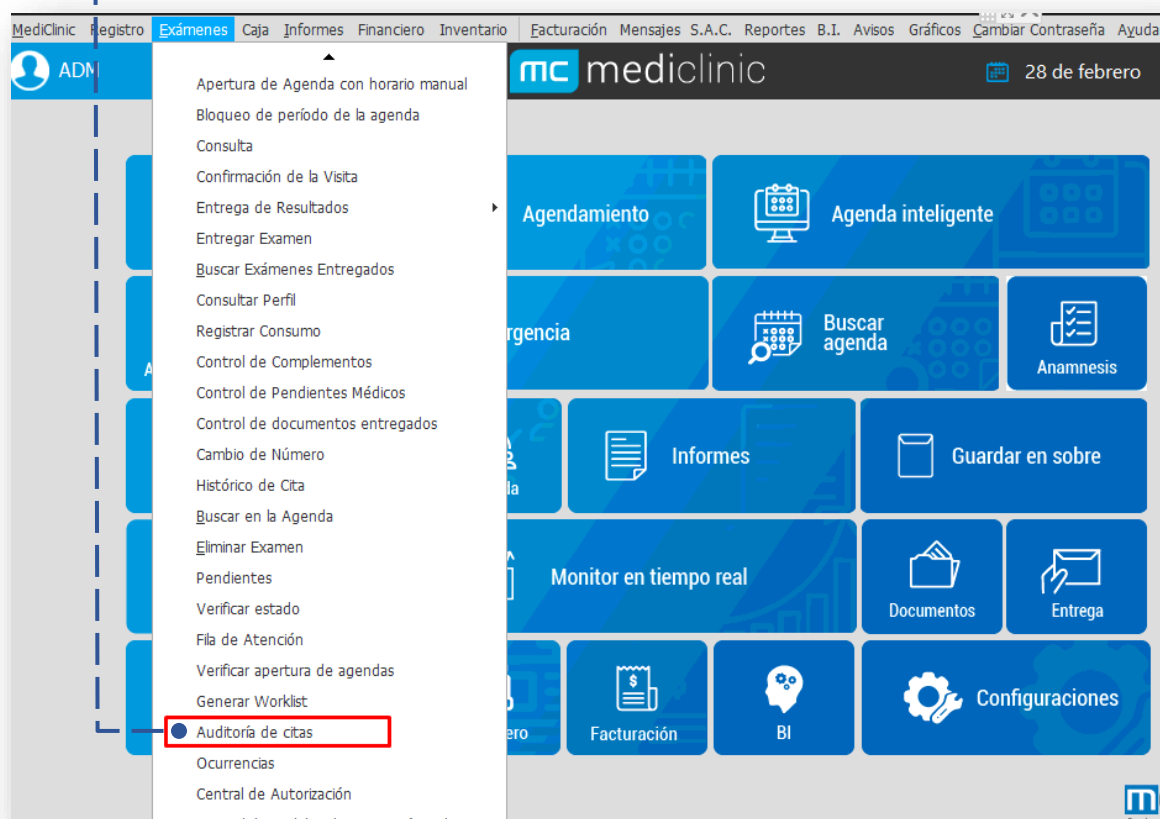 MediClinic Registro Exámenes Caja Informes Financiero Inventario Facturación Mensajes S.A.C. Reportes B.I. Avisos Gráficos Cambiar Contraseña Ayuda
ADM
mc mediclinic
28 de febrero
Apertura de Agenda con horario manual
Bloqueo de período de la agenda
Consulta
Confirmación de la Visita
Entrega de Resultados
Entregar Examen
Buscar Exámenes Entregados
Consultar Perfil
Registrar Consumo
Control de Complementos
Control de Pendientes Médicos
Control de documentos entregados
Cambio de Número
Histórico de Cita
Buscar en la Agenda
Eliminar Examen
Pendientes
Verificar estado
Fila de Atención
Verificar apertura de agendas
Generar Worklist
Auditoría de citas
Ocurrencias
Central de Autorización
Agendamiento
Agenda inteligente
rgencia
Buscar
agenda
Anamnesis
Informes
Guardar en sobre
Monitor en tiempo real
Documentos
Entrega
ero
Facturación
BI
Configuraciones